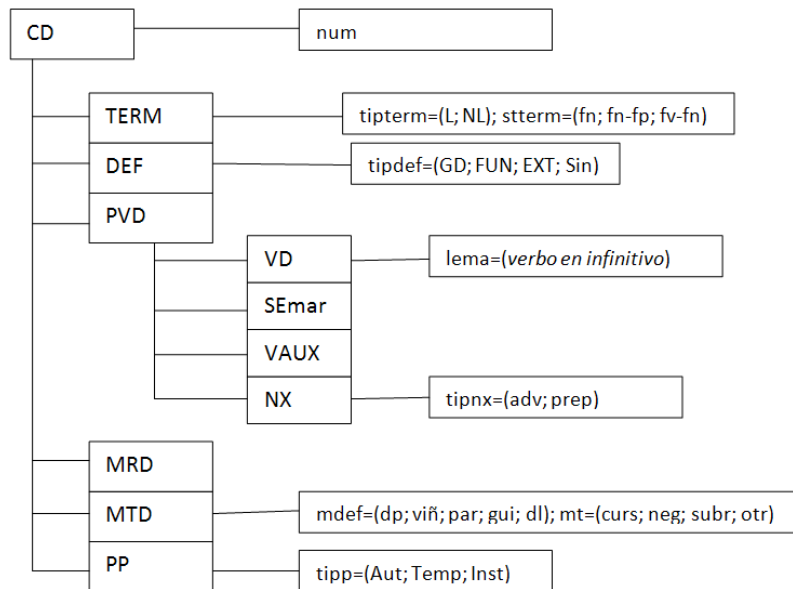 CD
num
TERM
tipterm=(L; NL); stterm=(fn; fn-fp; fv-fn)
DEF
tipdef=(GD; FUN; EXT; Sin)
PVD
VD
lema=(verbo en infinitivo)
SEmar
VAUX
NX
tipnx=(adv; prep)
MRD
MTD
mdef=(dp; viñ; par; gui; dl); mt=(curs; neg; subr; otr)
PP
tipp=(Aut; Temp; Inst)